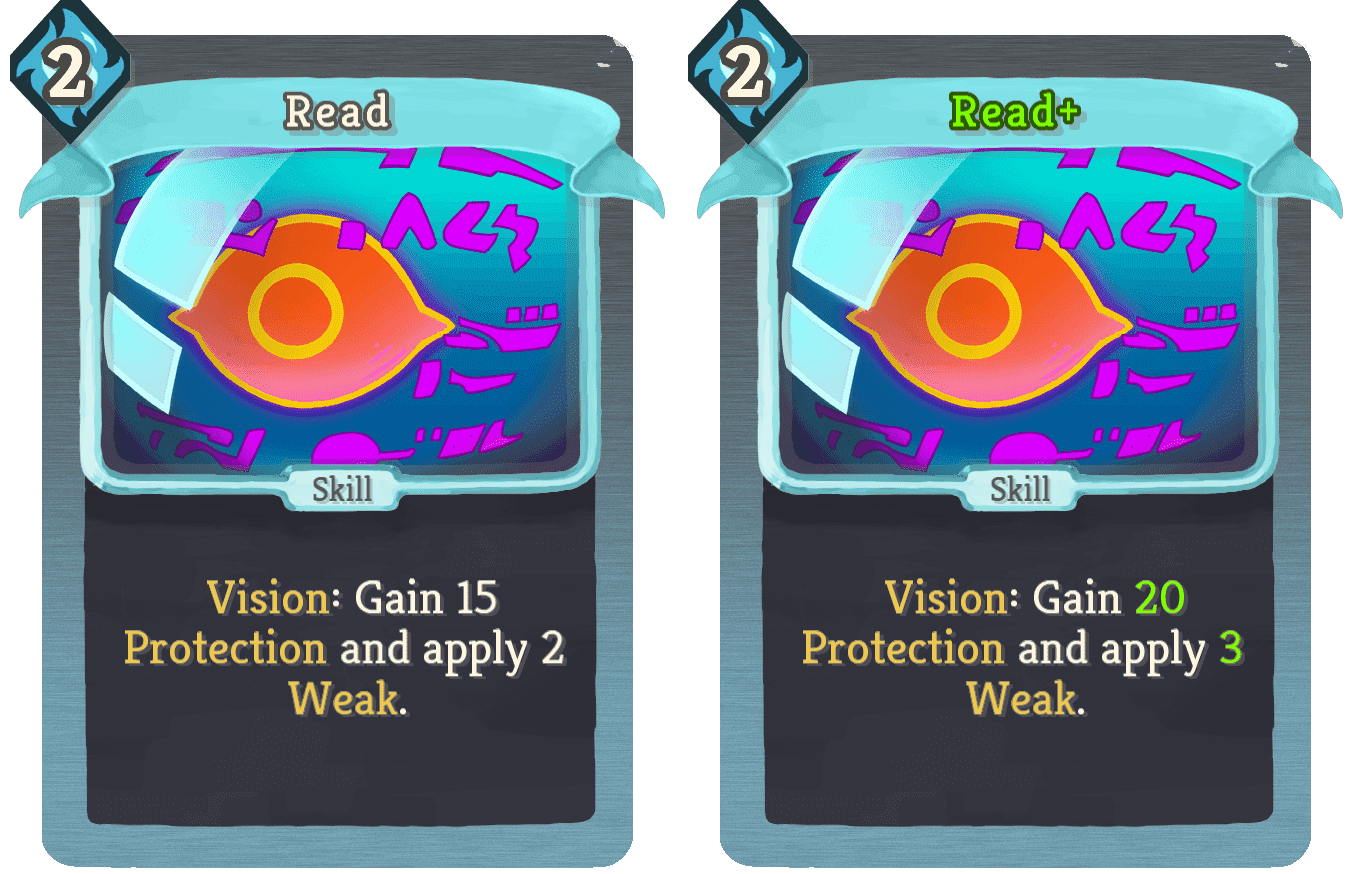 2
Read
Skill
Vision: Gain 15
Protection and apply 2
Weak.
2
Read+
Skill
Vision: Gain 20
Protection and apply 3
Weak.